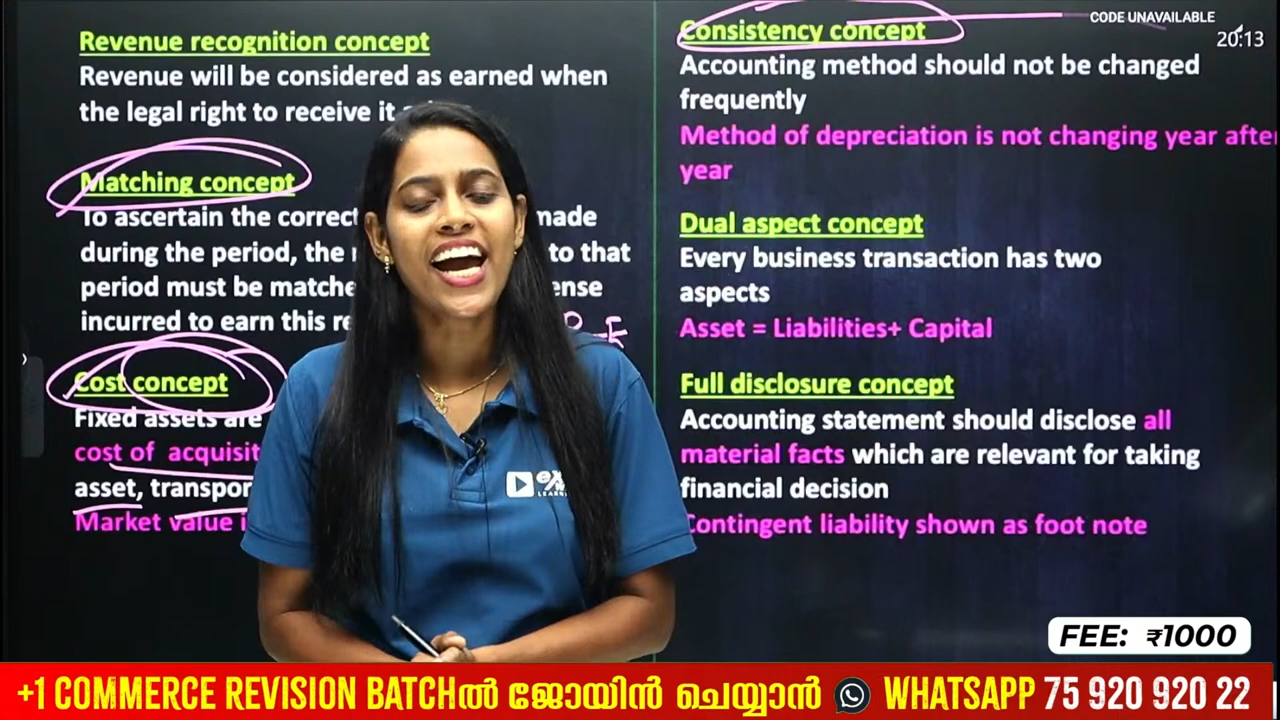 Revenue recognition concept
Revenue will be considered as earned when
the legal right to receive it
Matching concept
To ascertain the correct made
during the period, the to that
period must be
incurred to earn this
Cost concept
Fixed assets are
cost of
asset,
Market value
Consistency concept
Accounting method should not be changed
frequently
Method of depreciation is not changing year
year
Dual aspect concept
Every business transaction has two
aspects
Asset = Liabilities+ Capital
Full disclosure concept
Accounting statement should disclose all
material facts which are relevant for taking
financial decision
Contingent liability shown as foot note
CODE UNAVAILABLE
20:13
FEE: ₹1000
+1 COMMERCE REVISION BATCHൽ ജോയിൻ ചെയ്യാൻ WHATSAPP 75 920 920 22